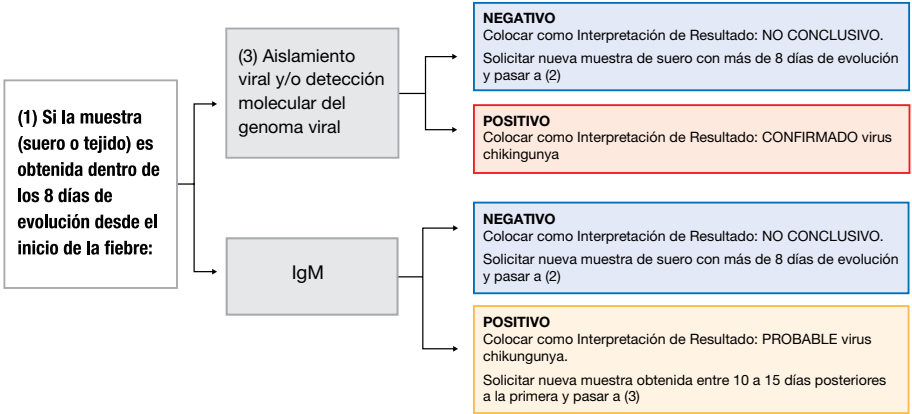 (1) Si la muestra
(suero o tejido) es
obtenida dentro de
los 8 días de
evolución desde el
inicio de la fiebre:
(3) Aislamiento
viral y/o detección
molecular del
genoma viral
NEGATIVO
Colocar como Interpretación de Resultado: NO CONCLUSIVO.
Solicitar nueva muestra de suero con más de 8 días de evolución
y pasar a (2)
POSITIVO
Colocar como Interpretación de Resultado: CONFIRMADO virus
chikingunya
IgM
NEGATIVO
Colocar como Interpretación de Resultado: NO CONCLUSIVO.
Solicitar nueva muestra de suero con más de 8 días de evolución
y pasar a (2)
POSITIVO
Colocar como Interpretación de Resultado: PROBABLE virus
chikungunya.
Solicitar nueva muestra obtenida entre 10 a 15 días posteriores
a la primera y pasar a (3)